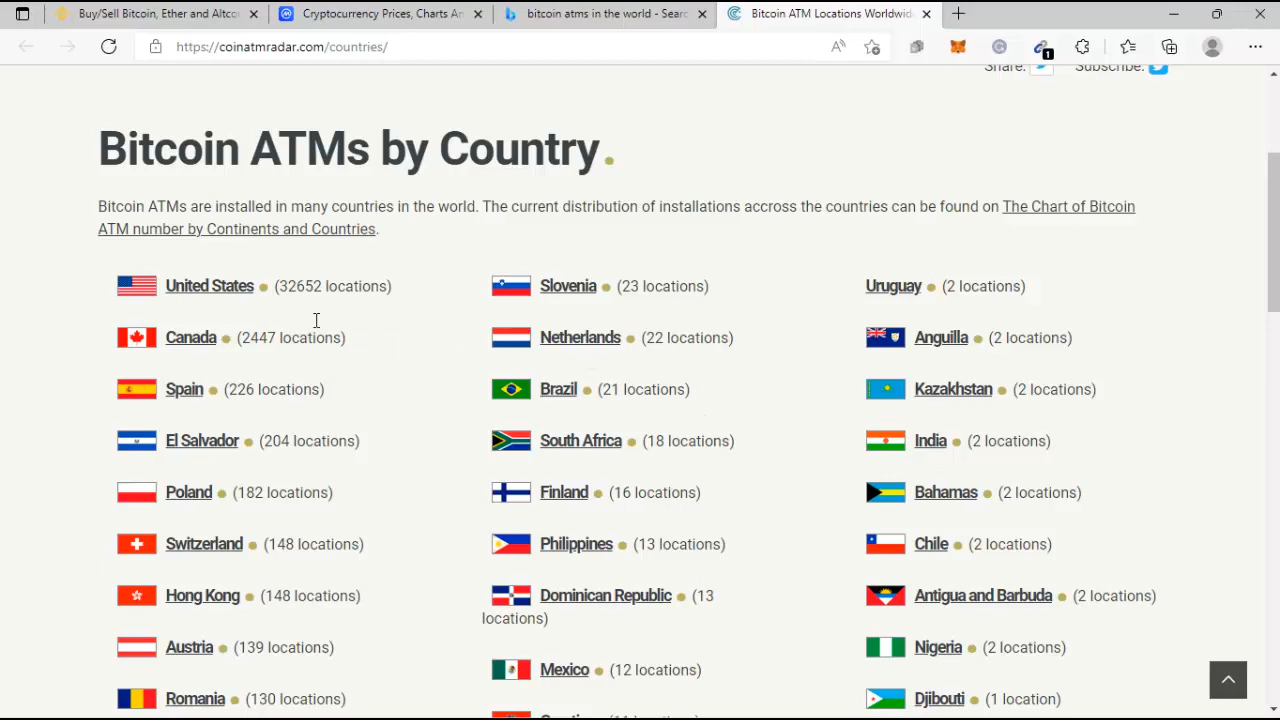 Buy/Sell Bitcoin, Ether and Altco
Cryptocurrency Prices, Charts An
bitcoin atms in the world - Searc
Bitcoin ATM Locations Worldwide
https://coinatmradar.com/countries/
1
Share:
Subscribe:
Bitcoin ATMs by Country.
Bitcoin ATMs are installed in many countries in the world. The current distribution of installations accross the countries can be found on The Chart of Bitcoin
ATM number by Continents and Countries.
United States (32652 locations)
Canada (2447 locations)
Spain (226 locations)
El Salvador (204 locations)
Poland (182 locations)
Switzerland (148 locations)
Hong Kong (148 locations)
Austria (139 locations)
Romania (130 locations)
Slovenia (23 locations)
Netherlands (22 locations)
Brazil (21 locations)
South Africa (18 locations)
Finland (16 locations)
Philippines (13 locations)
Dominican Republic (13
locations)
Mexico (12 locations)
Uruguay (2 locations)
Anguilla (2 locations)
Kazakhstan (2 locations)
India (2 locations)
Bahamas (2 locations)
Chile (2 locations)
Antigua and Barbuda (2 locations)
Nigeria (2 locations)
Djibouti (1 location)